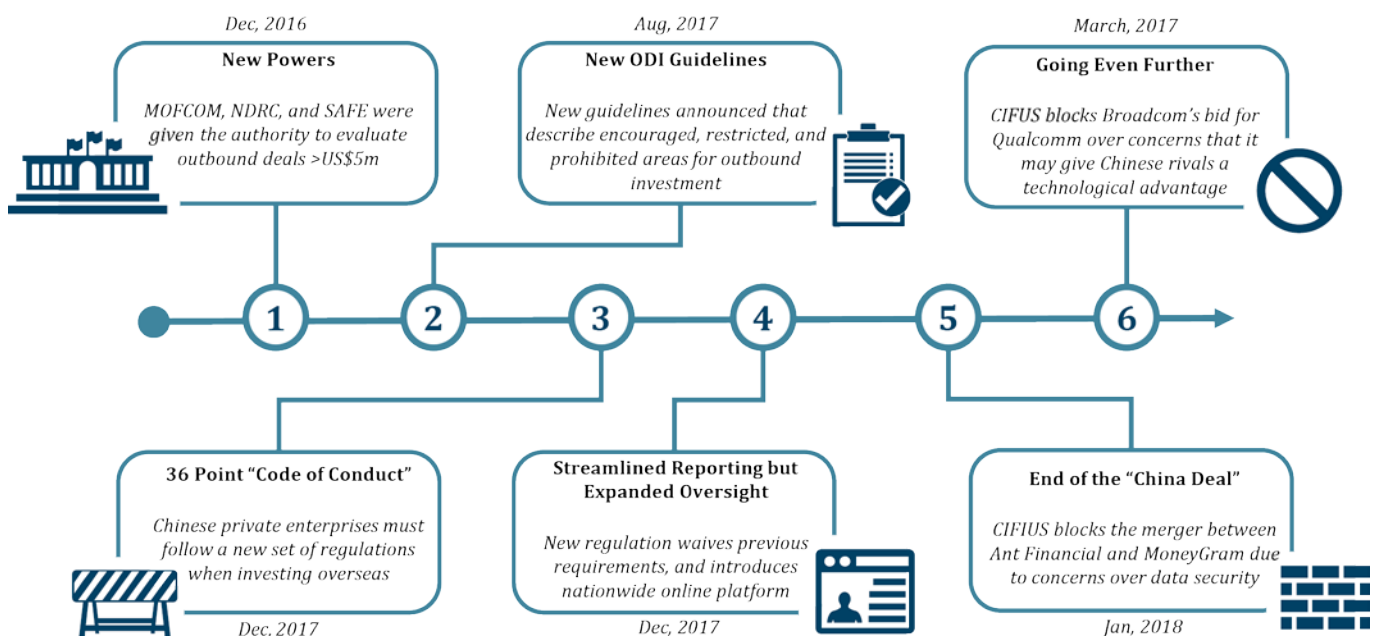 Dec, 2016
New Powers
MOFCOM, NDRC, and SAFE were
given the authority to evaluate
outbound deals >US$5m
Aug, 2017
New ODI Guidelines
New guidelines announced that
describe encouraged, restricted, and
prohibited areas for outbound
investment
March, 2017
Going Even Further
CIFUS blocks Broadcom's bid for
Qualcomm over concerns that it
may give Chinese rivals a
technological advantage
1
2
3
4
5
6
36 Point “Code of Conduct”
Chinese private enterprises must
follow a new set of regulations
when investing overseas
Dec, 2017
Streamlined Reporting but
Expanded Oversight
New regulation waives previous
requirements, and introduces
nationwide online platform
Dec, 2017
End of the “China Deal”
CIFIUS blocks the merger between
Ant Financial and MoneyGram due
to concerns over data security
Jan, 2018